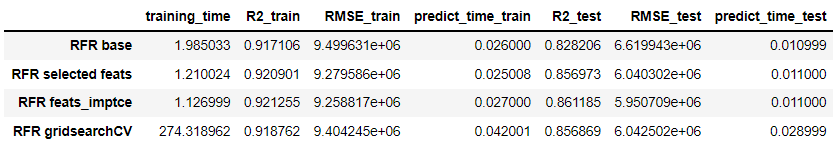 training_time R2_train RMSE_train predict_time_train R2_test RMSE_test predict_time_test
RFR base 1.985033 0.917106 9.499631e+06 0.026000 0.828206 6.619943e+06 0.010999
RFR selected feats 1.210024 0.920901 9.279586e+06 0.025008 0.856973 6.040302e+06 0.011000
RFR feats_imptce 1.126999 0.921255 9.258817e+06 0.027000 0.861185 5.950709e+06 0.011000
RFR gridsearchCV 274.318962 0.918762 9.404245e+06 0.042001 0.856869 6.042502e+06 0.028999